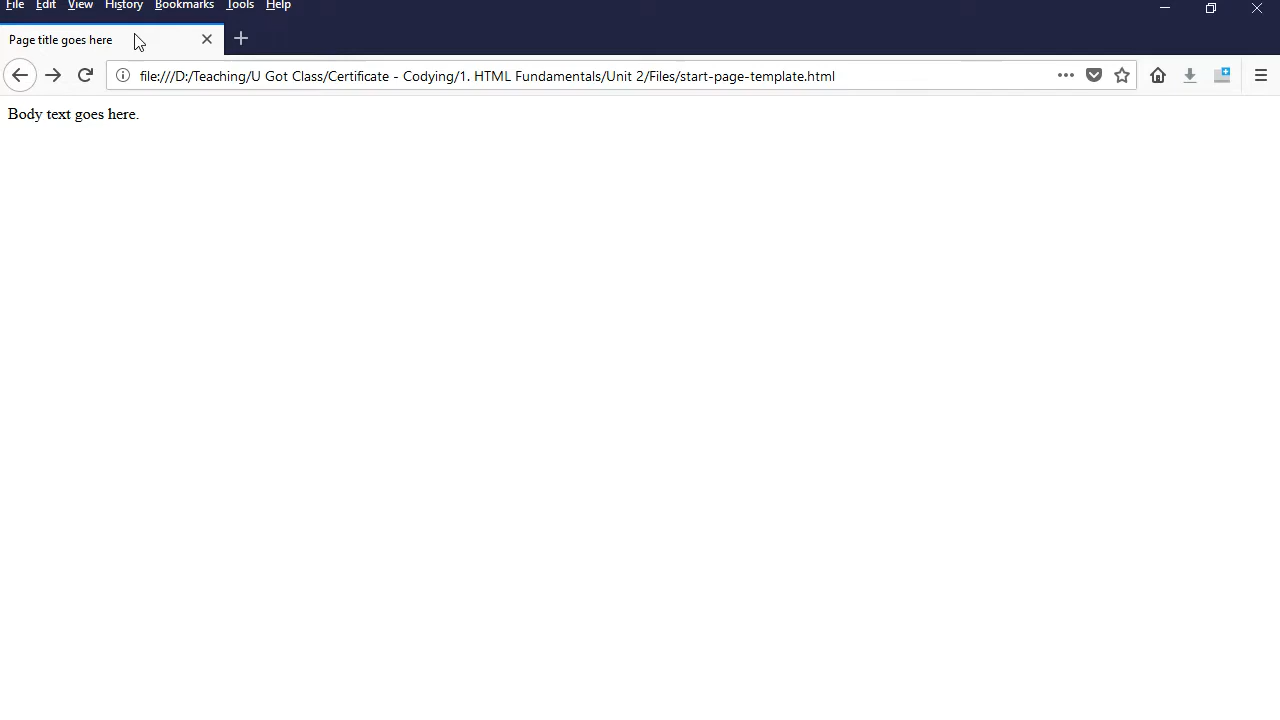 File Edit View History Bookmarks Tools Help
Page title goes here
file:///D:/Teaching/U Got Class/Certificate - Codying/1. HTML Fundamentals/Unit 2/Files/start-page-template.html
Body text goes here.